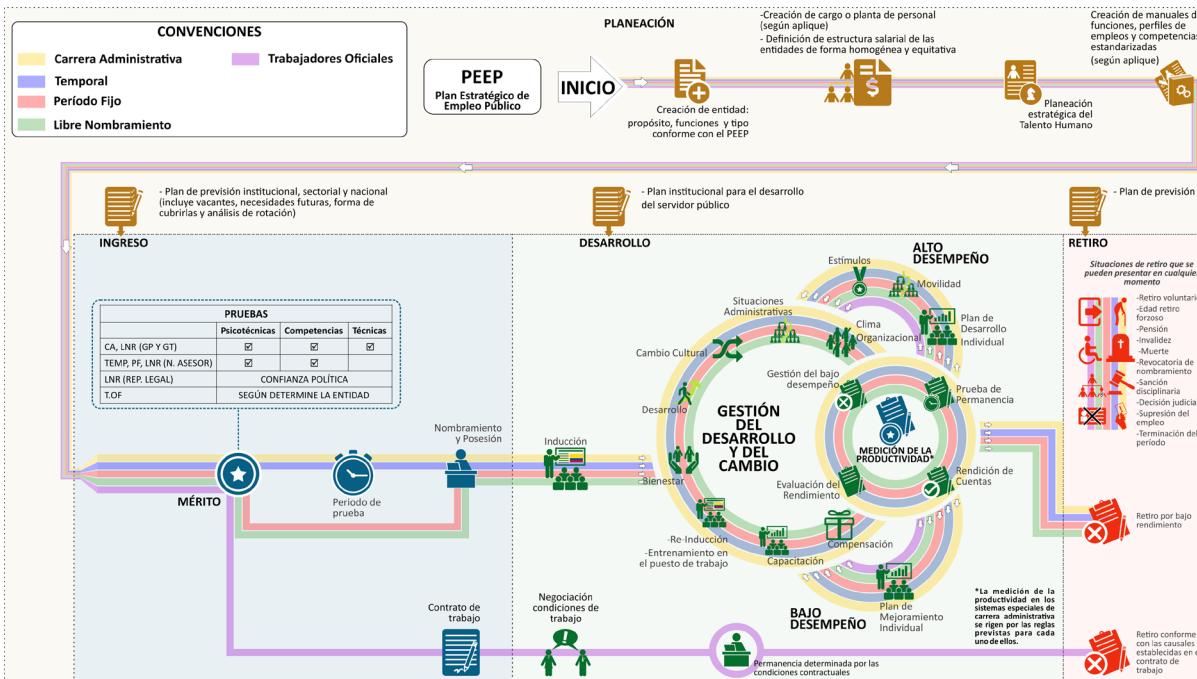 CONVENCIONES
Carrera Administrativa
Trabajadores Oficiales
Temporal
Período Fijo
Libre Nombramiento
PEEP
Plan Estratégico de
Empleo Público
PLANEACIÓN
INICIO
Creación de entidad:
propósito, funciones y tipo
conforme con el PEEP
-Creación de cargo o planta de personal
(según aplique)
- Definición de estructura salarial de las
entidades de forma homogénea y equitativa
Planeación
estratégica del
Talento Humano
Creación de manuales d
funciones, perfiles de
empleos y competencias
estandarizadas
(según aplique)
- Plan de previsión institucional, sectorial y nacional
(incluye vacantes, necesidades futuras, forma de
cubrirlas y análisis de rotación)
INGRESO
- Plan institucional para el desarrollo
del servidor público
DESARROLLO
- Plan de previsión
RETIRO
PRUEBAS
Psicotécnicas Competencias Técnicas
CA, LNR (GP Y GT) ☑ ☑ ☑
TEMP, PF, LNR (N. ASESOR) ☑ ☑
LNR (REP. LEGAL) CONFIANZA POLÍTICA
T.OF SEGÚN DETERMINE LA ENTIDAD
MÉRITO
Período de
prueba
Nombramiento
y Posesión
Inducción
Contrato de
trabajo
Negociación
condiciones de
trabajo
Permanencia determinada por las
condiciones contractuales
ALTO
DESEMPEÑO
Estímulos
Movilidad
Plan de
Desarrollo
Individual
Situaciones
Administrativas
Clima
Organizacional
Cambio Cultural
Desarrollo
Bienestar
-Re-Inducción
-Entrenamiento en
el puesto de trabajo
Capacitación
Compensación
GESTIÓN
DEL
DESARROLLO
Y DEL
CAMBIO
Gestión del bajo
desempeño
Prueba de
Permanencia
MEDICIÓN DE LA
PRODUCTIVIDAD*
Evaluación del
Rendimiento
Rendición de
Cuentas
BAJO
DESEMPEÑO
Plan de
Mejoramiento
Individual
*La medición de la
productividad en los
sistemas especiales de
carrera administrativa
se rigen por las reglas
previstas para cada
uno de ellos.
Situaciones de retiro que se
pueden presentar en cualquier
momento
-Retiro voluntari
-Edad retiro
forzoso
-Pensión
-Invalidez
-Muerte
-Revocatoria de
nombramiento
-Sanción
disciplinaria
-Decisión judicia
-Supresión del
empleo
-Terminación del
período
Retiro por bajo
rendimiento
Retiro conforme
con las causales
establecidas en e
contrato de
trabajo